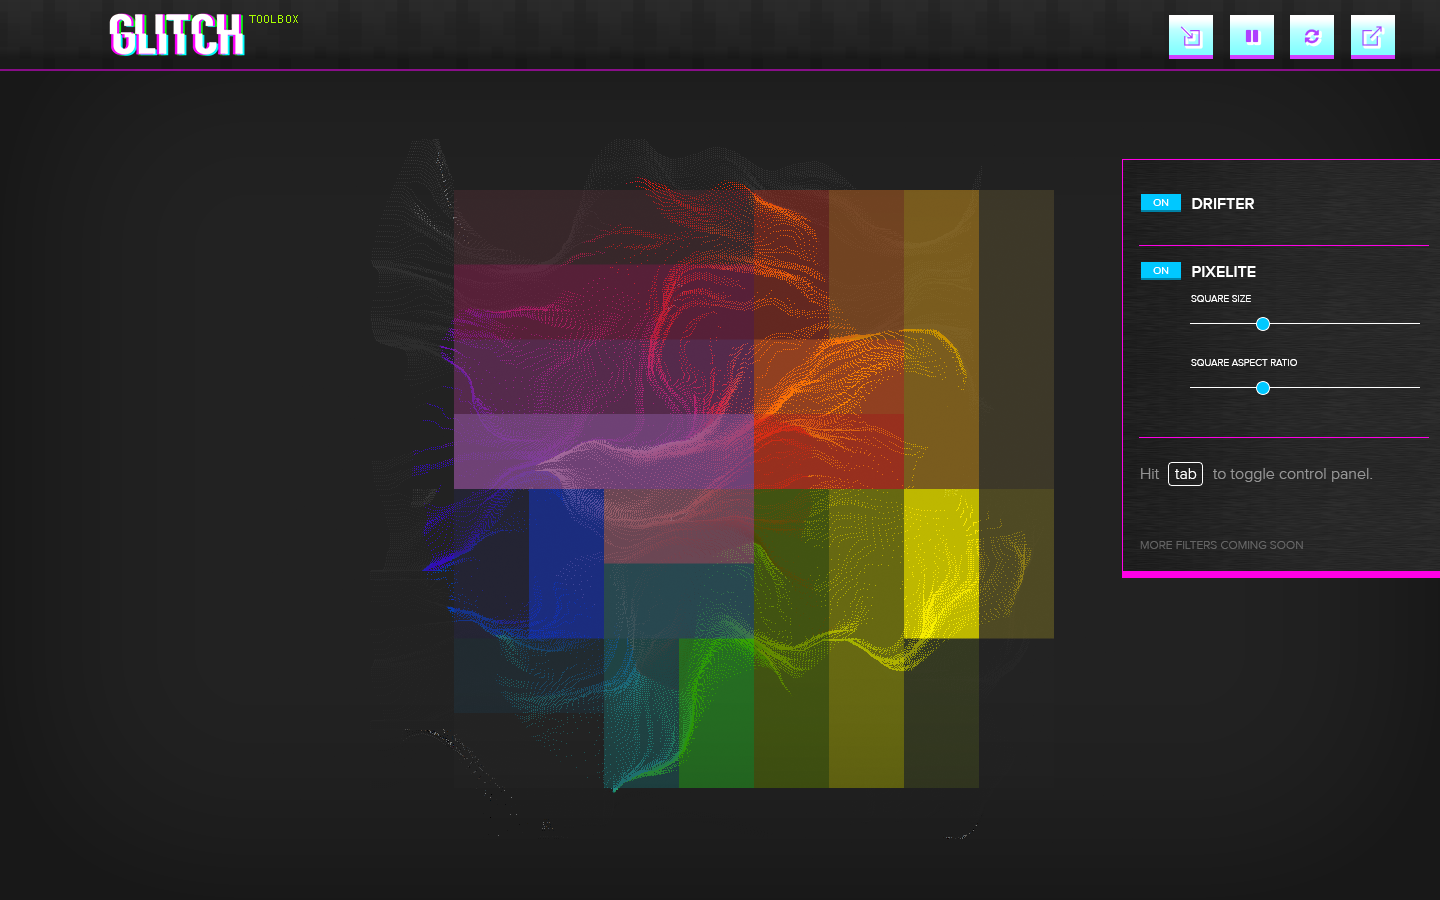 GLITCH TOOLBOX
ON DRIFTER
ON PIXELITE
SQUARE SIZE
SQUARE ASPECT RATIO
Hit tab to toggle control panel.
MORE FILTERS COMING SOON